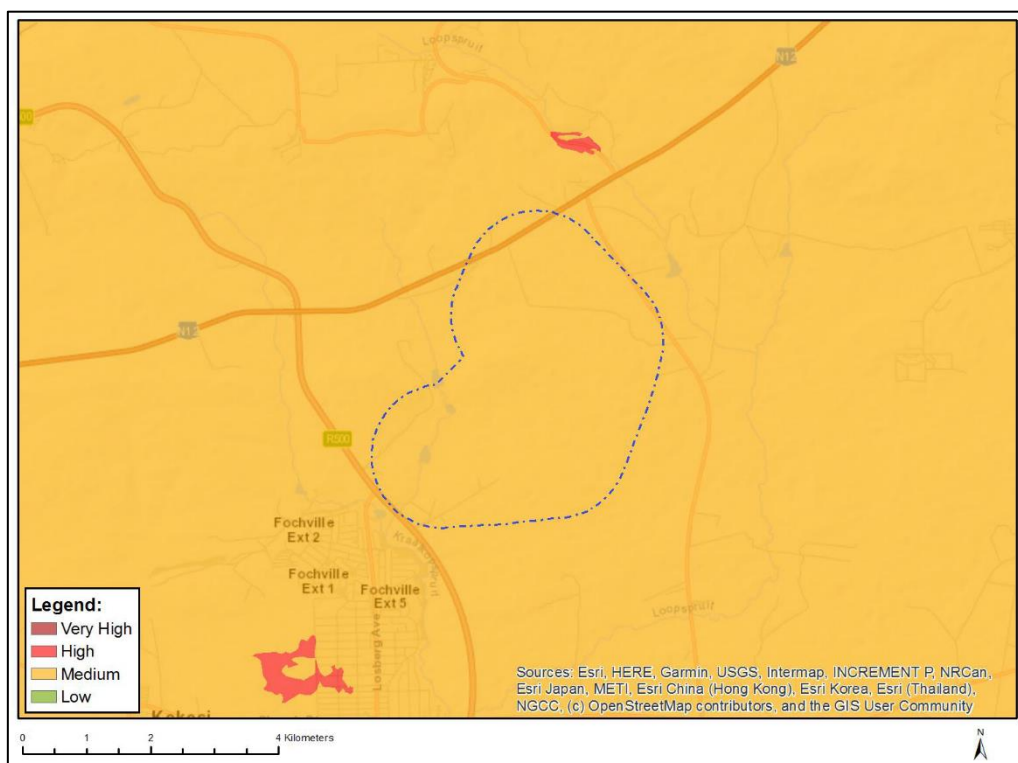 Loopspruit
N12
00
N12
R500
Fochville
Ext 2
Kraalkopspruit
Fochville
Ext 1
Fochville
Ext 5
Loopspruit
Losberg Ave
Kokosi
Legend:
Very High
High
Medium
Low
Sources: Esri, HERE, Garmin, USGS, Intermap, INCREMENT P, NRCan,
Esri Japan, METI, Esri China (Hong Kong), Esri Korea, Esri (Thailand),
NGCC, (c) OpenStreetMap contributors, and the GIS User Community
0 1 2 4 Kilometers
N